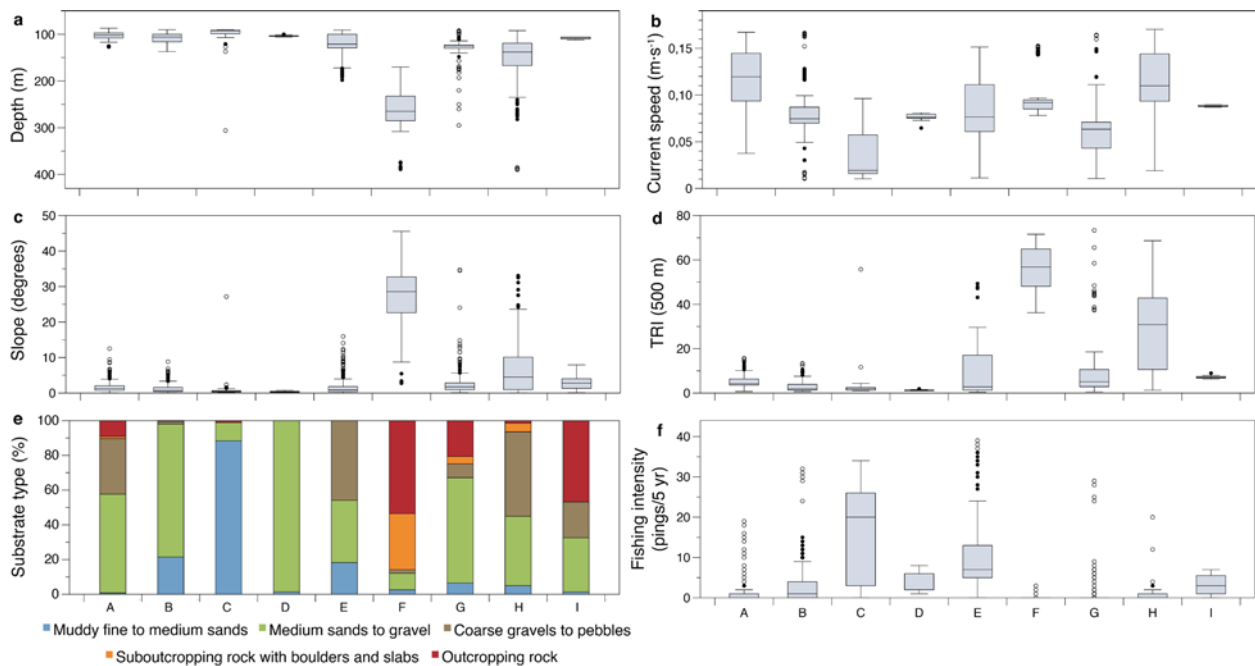 a
b
100
200
300
400
Depth (m)
0,15
0,10
0,05
0
Current speed (m·s⁻¹)
c
d
50
40
30
20
10
0
Slope (degrees)
80
60
40
20
0
TRI (500 m)
e
f
100
80
60
40
20
0
Substrate type (%)
40
30
20
10
0
Fishing intensity
(pings/5 yr)
A B C D E F G H I
A B C D E F G H I
Muddy fine to medium sands Medium sands to gravel Coarse gravels to pebbles
Suboutcropping rock with boulders and slabs Outcropping rock